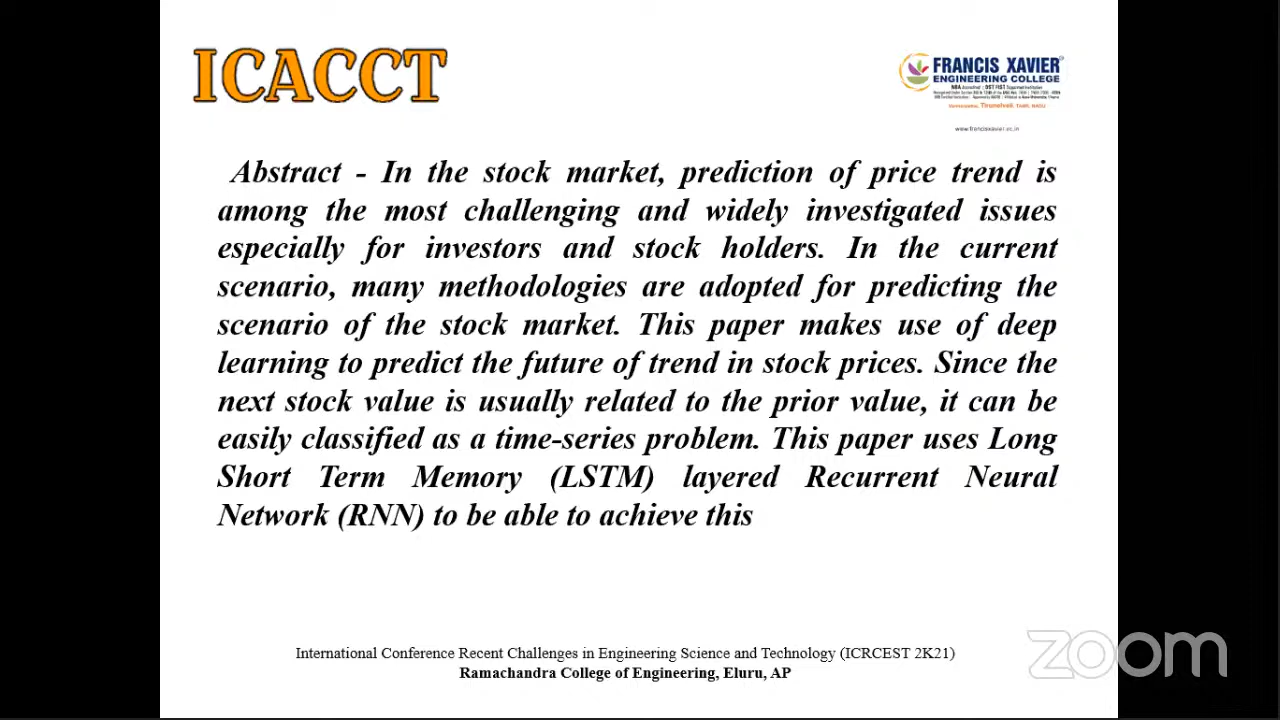 ICACCT
FRANCIS XAVIER
ENGINEERING COLLEGE
www.francisxavier.ac.in
Abstract - In the stock market, prediction of price trend is
among the most challenging and widely investigated issues
especially for investors and stock holders. In the current
scenario, many methodologies are adopted for predicting the
scenario of the stock market. This paper makes use of deep
learning to predict the future of trend in stock prices. Since the
next stock value is usually related to the prior value, it can be
easily classified as a time-series problem. This paper uses Long
Short Term Memory (LSTM) layered Recurrent Neural
Network (RNN) to be able to achieve this
International Conference Recent Challenges in Engineering Science and Technology (ICRCEST 2K21)
Ramachandra College of Engineering, Eluru, AP
zoom